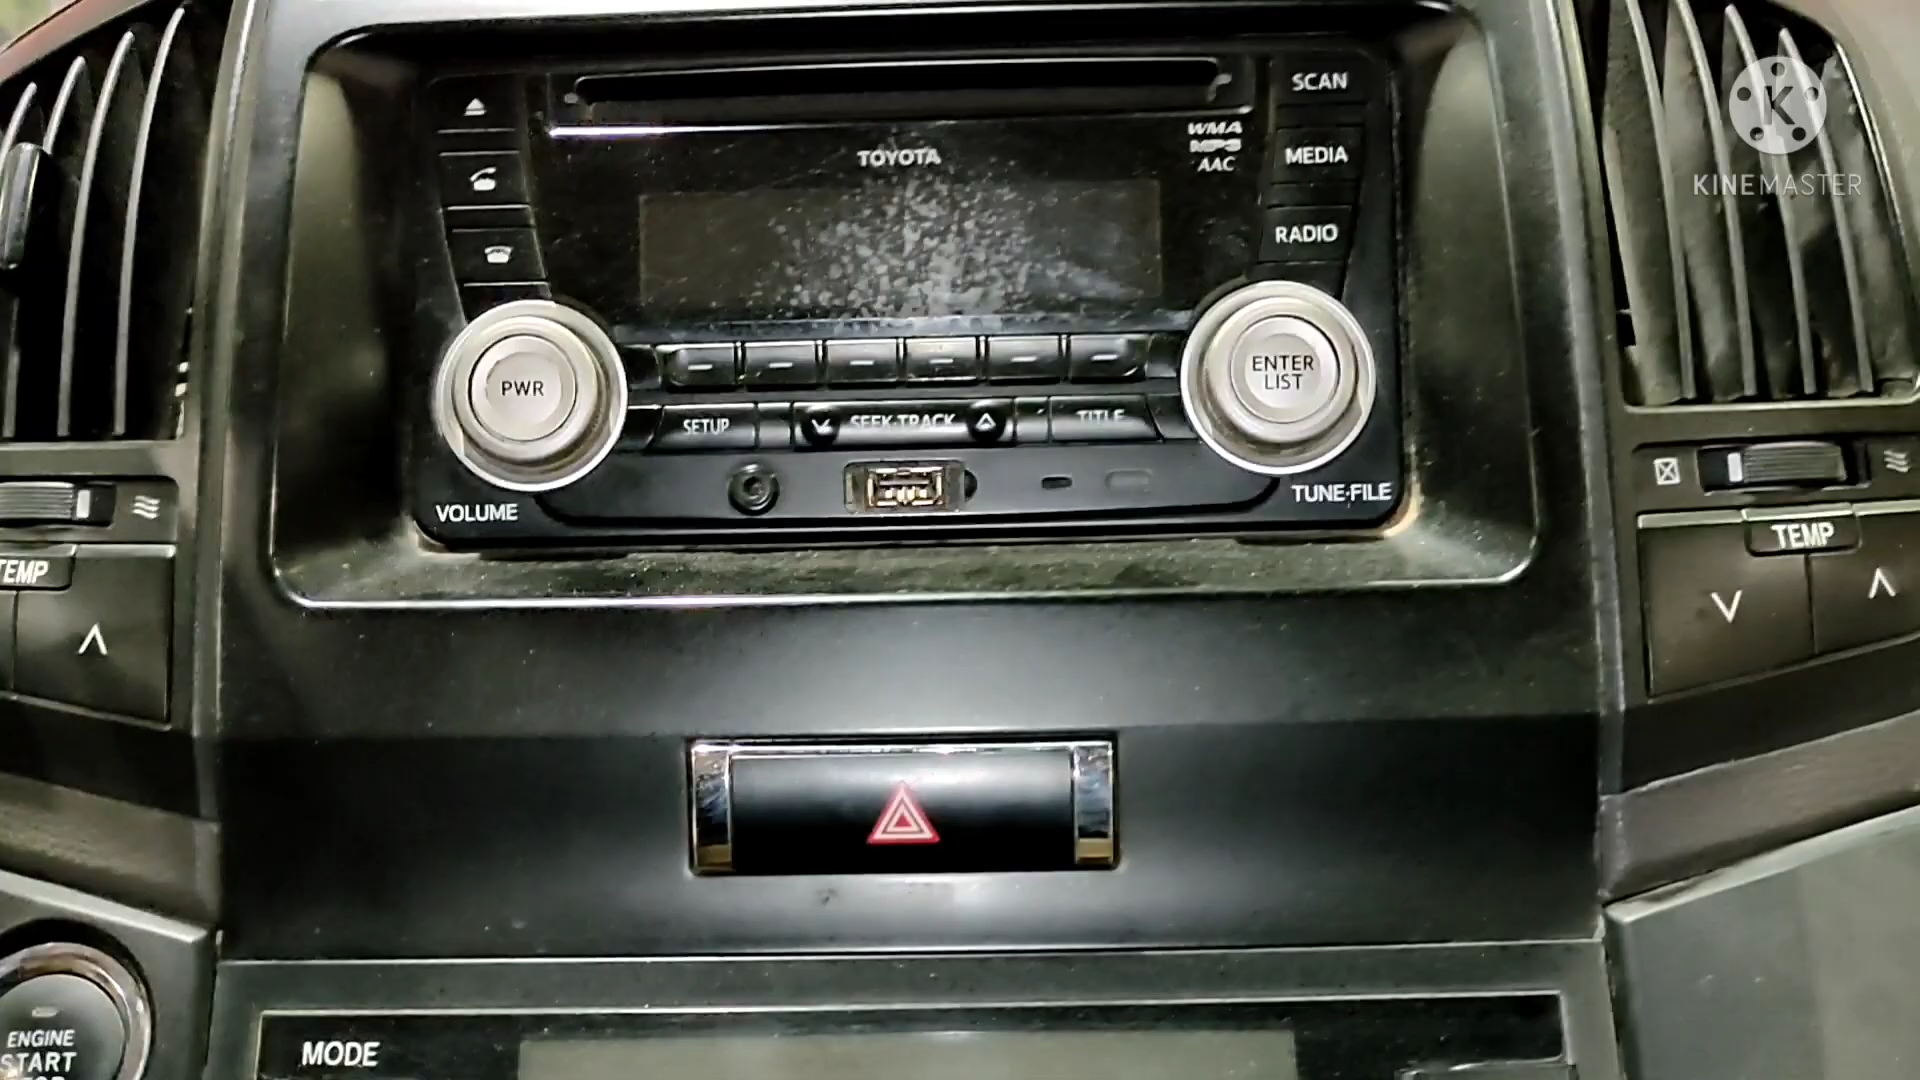 SCAN
WMA
MP3
AAC
TOYOTA
MEDIA
RADIO
K
KINEMASTER
PWR
ENTER
LIST
SETUP
SEEK·TRACK
TITLE
VOLUME
TUNE·FILE
TEMP
TEMP
ENGINE
START
STOP
MODE